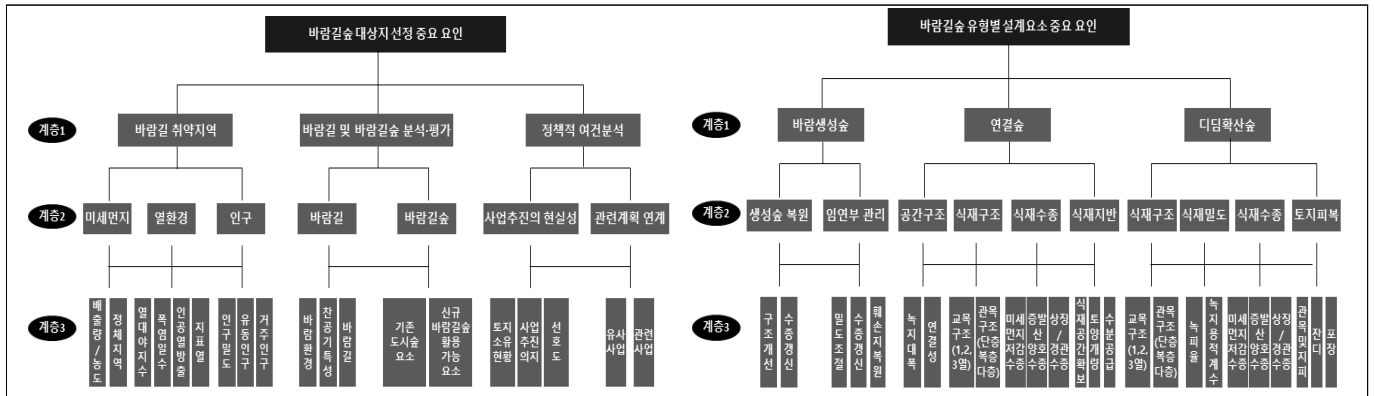 바람길숲 대상지 선정 중요 요인
계층1
바람길 취약지역
바람길 및 바람길숲 분석·평가
정책적 여건분석
계층2
미세먼지
열환경
인구
바람길
바람길숲
사업추진의 현실성
관련계획 연계
계층3
배출량/농도
정체지역
열대야지수
폭염일수
인공열방출
지표열
인구밀도
유동인구
거주인구
바람환경
찬공기특성
바람길
기존
도시숲
요소
신규
바람길숲
활용
가능
요소
토지
소유
현황
사업
추진
의지
선호도
유사
사업
관련
사업
바람길숲 유형별 설계요소 중요 요인
계층1
바람생성숲
연결숲
디딤확산숲
계층2
생성숲 복원
임연부 관리
공간구조
식재구조
식재수종
식재지반
식재구조
식재밀도
식재수종
토지피복
계층3
구조개선
수종갱신
밀도조절
수종갱신
훼손지복원
녹지대폭
연결성
교목
구조
(1,2,
3열)
관목
구조
(단층
복층
다층)
미세
먼지
저감
수종
증발
산
양호
수종
상징
/
경관
수종
식재공간확보
토양개량
수분공급
교목
구조
(1,2,
3열)
관목
구조
(단층
복층
다층)
녹피율
녹지용적계수
미세
먼지
저감
수종
증발
산
양호
수종
상징
/
경관
수종
관목및지피
잔디
포장